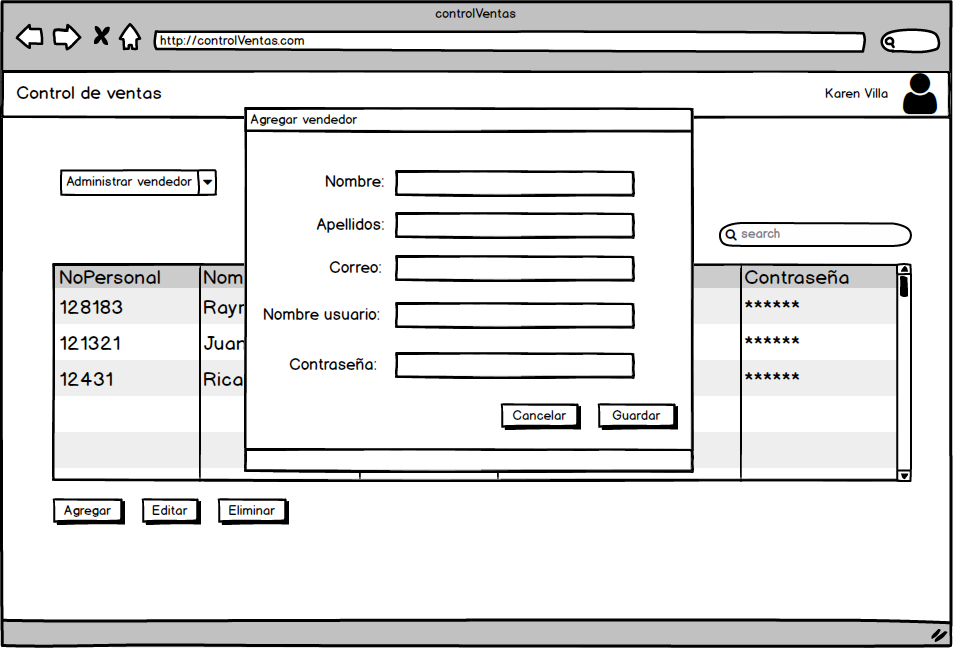 controlVentas
http://controlVentas.com
Control de ventas
Karen Villa
Agregar vendedor
Administrar vendedor
Nombre:
Apellidos:
search
Correo:
NoPersonal Nom Contraseña
128183 Rayr ******
Nombre usuario:
121321 Juan ******
Contraseña:
12431 Rica ******
Cancelar Guardar
Agregar Editar Eliminar